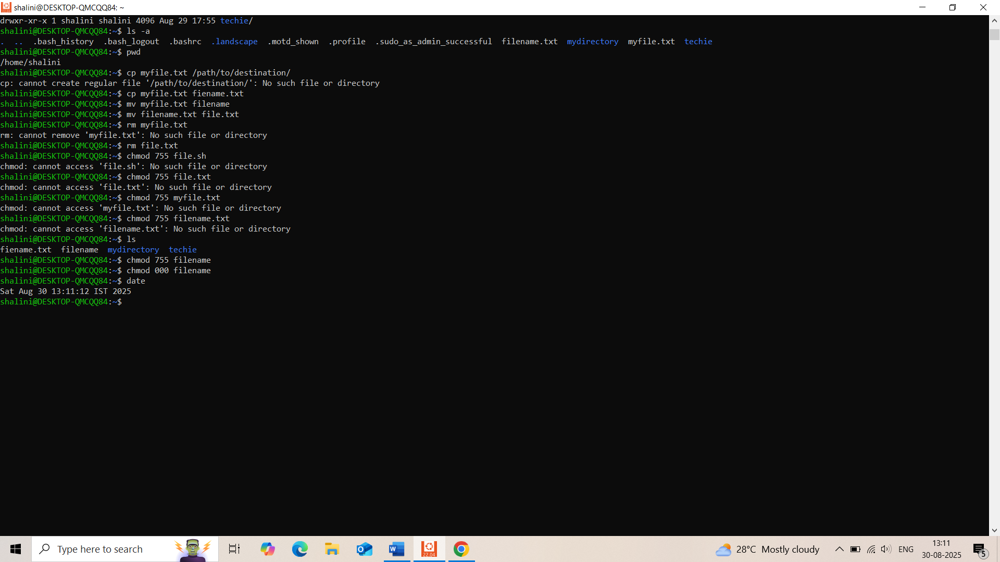 shalini@DESKTOP-QMCQQ84: ~
drwxr-xr-x 1 shalini shalini 4096 Aug 29 17:55 techie/
shalini@DESKTOP-QMCQQ84:~$ ls -a
.  ..  .bash_history  .bash_logout  .bashrc  .landscape  .motd_shown  .profile  .sudo_as_admin_successful  filename.txt  mydirectory  myfile.txt  techie
shalini@DESKTOP-QMCQQ84:~$ pwd
/home/shalini
shalini@DESKTOP-QMCQQ84:~$ cp myfile.txt /path/to/destination/
cp: cannot create regular file '/path/to/destination/': No such file or directory
shalini@DESKTOP-QMCQQ84:~$ cp myfile.txt fiename.txt
shalini@DESKTOP-QMCQQ84:~$ mv myfile.txt filename
shalini@DESKTOP-QMCQQ84:~$ mv filename.txt file.txt
shalini@DESKTOP-QMCQQ84:~$ rm myfile.txt
rm: cannot remove 'myfile.txt': No such file or directory
shalini@DESKTOP-QMCQQ84:~$ rm file.txt
shalini@DESKTOP-QMCQQ84:~$ chmod 755 file.sh
chmod: cannot access 'file.sh': No such file or directory
shalini@DESKTOP-QMCQQ84:~$ chmod 755 file.txt
chmod: cannot access 'file.txt': No such file or directory
shalini@DESKTOP-QMCQQ84:~$ chmod 755 myfile.txt
chmod: cannot access 'myfile.txt': No such file or directory
shalini@DESKTOP-QMCQQ84:~$ chmod 755 filename.txt
chmod: cannot access 'filename.txt': No such file or directory
shalini@DESKTOP-QMCQQ84:~$ ls
fiename.txt  filename  mydirectory  techie
shalini@DESKTOP-QMCQQ84:~$ chmod 755 filename
shalini@DESKTOP-QMCQQ84:~$ chmod 000 filename
shalini@DESKTOP-QMCQQ84:~$ date
Sat Aug 30 13:11:12 IST 2025
shalini@DESKTOP-QMCQQ84:~$
Type here to search
22.04
28°C Mostly cloudy
ENG
13:11
30-08-2025
5